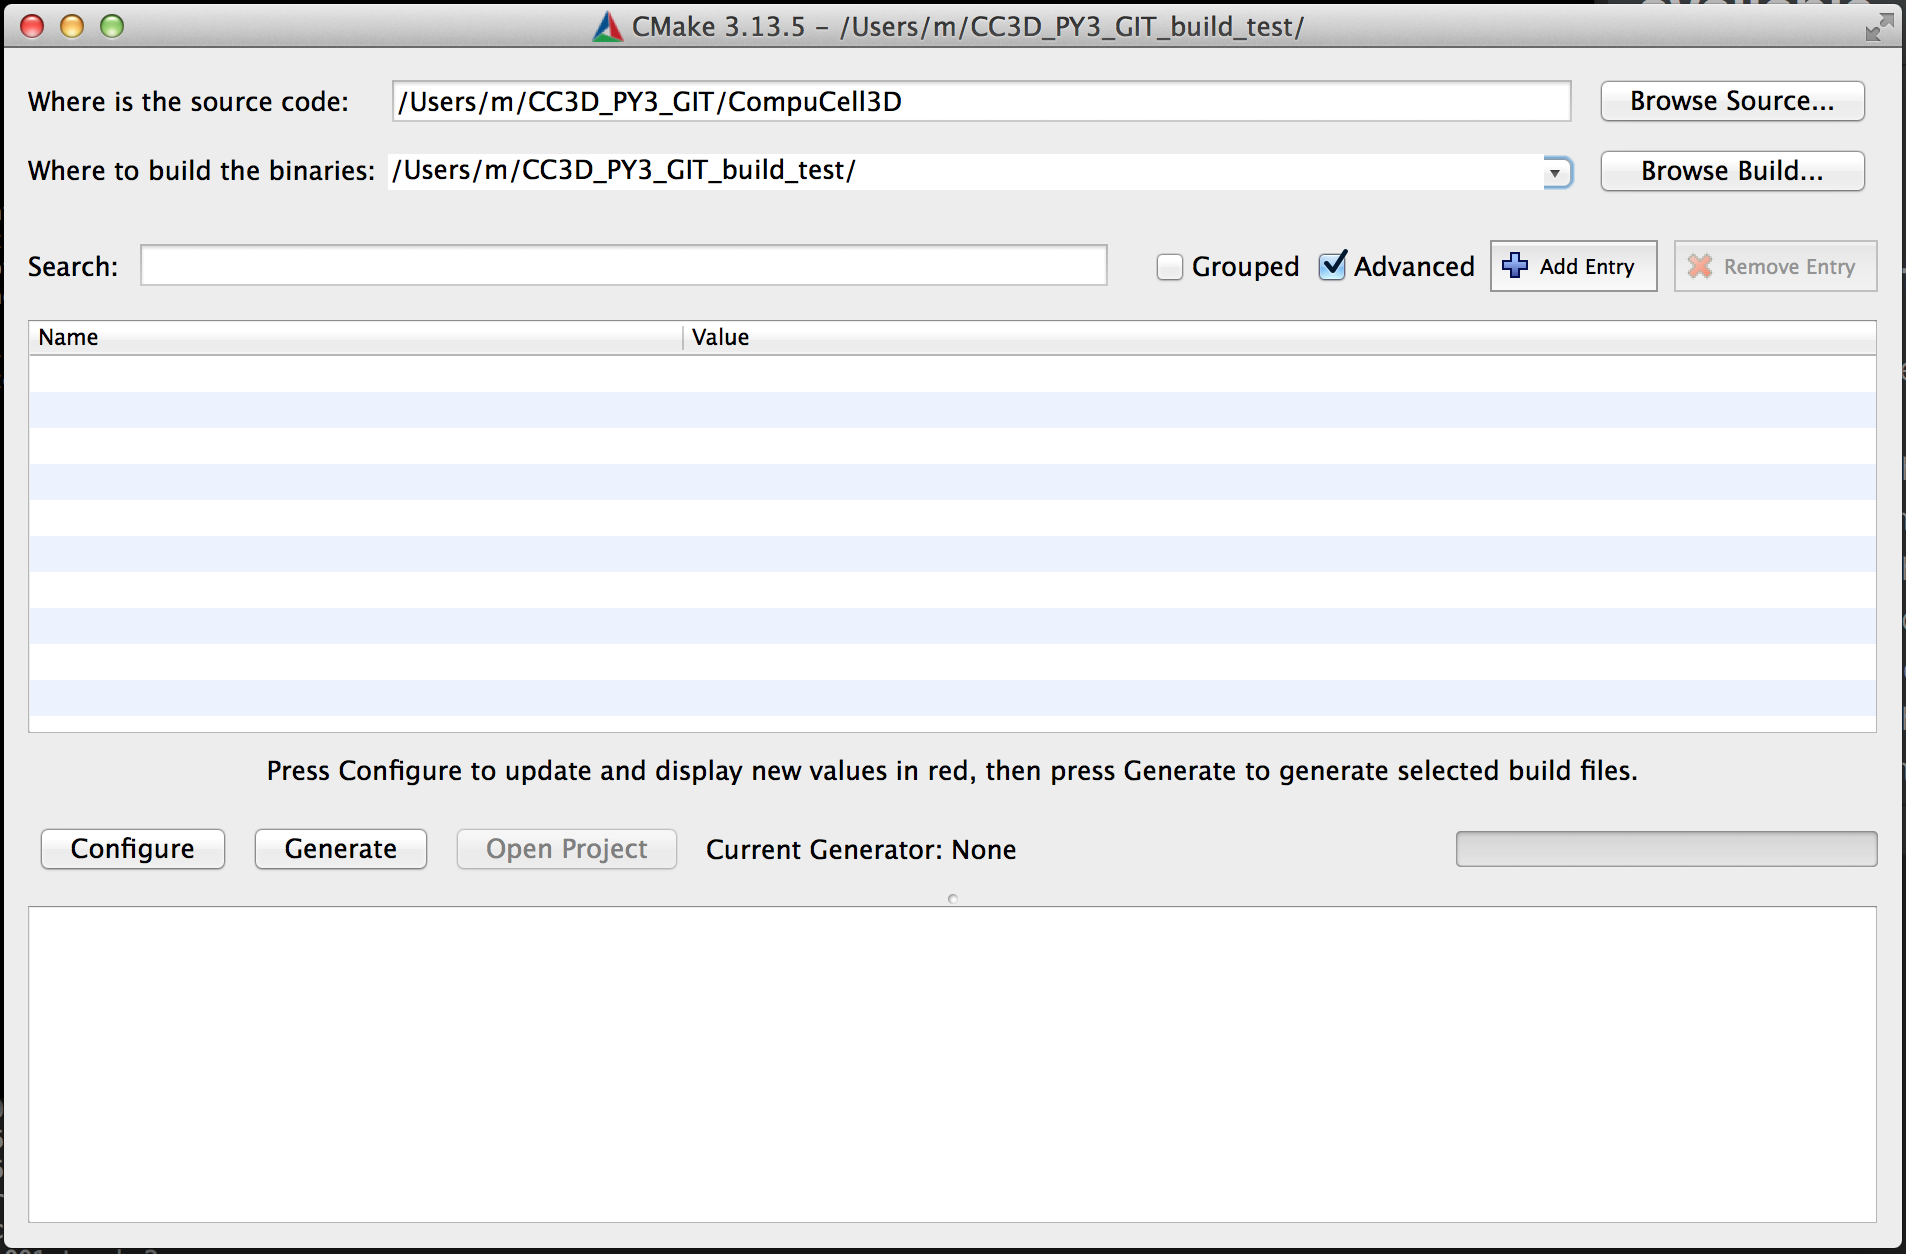 CMake 3.13.5 – /Users/m/CC3D_PY3_GIT_build_test/
Where is the source code: /Users/m/CC3D_PY3_GIT/CompuCell3D Browse Source...
Where to build the binaries: /Users/m/CC3D_PY3_GIT_build_test/ Browse Build...
Search: Grouped Advanced Add Entry Remove Entry
Name Value
Press Configure to update and display new values in red, then press Generate to generate selected build files.
Configure Generate Open Project Current Generator: None